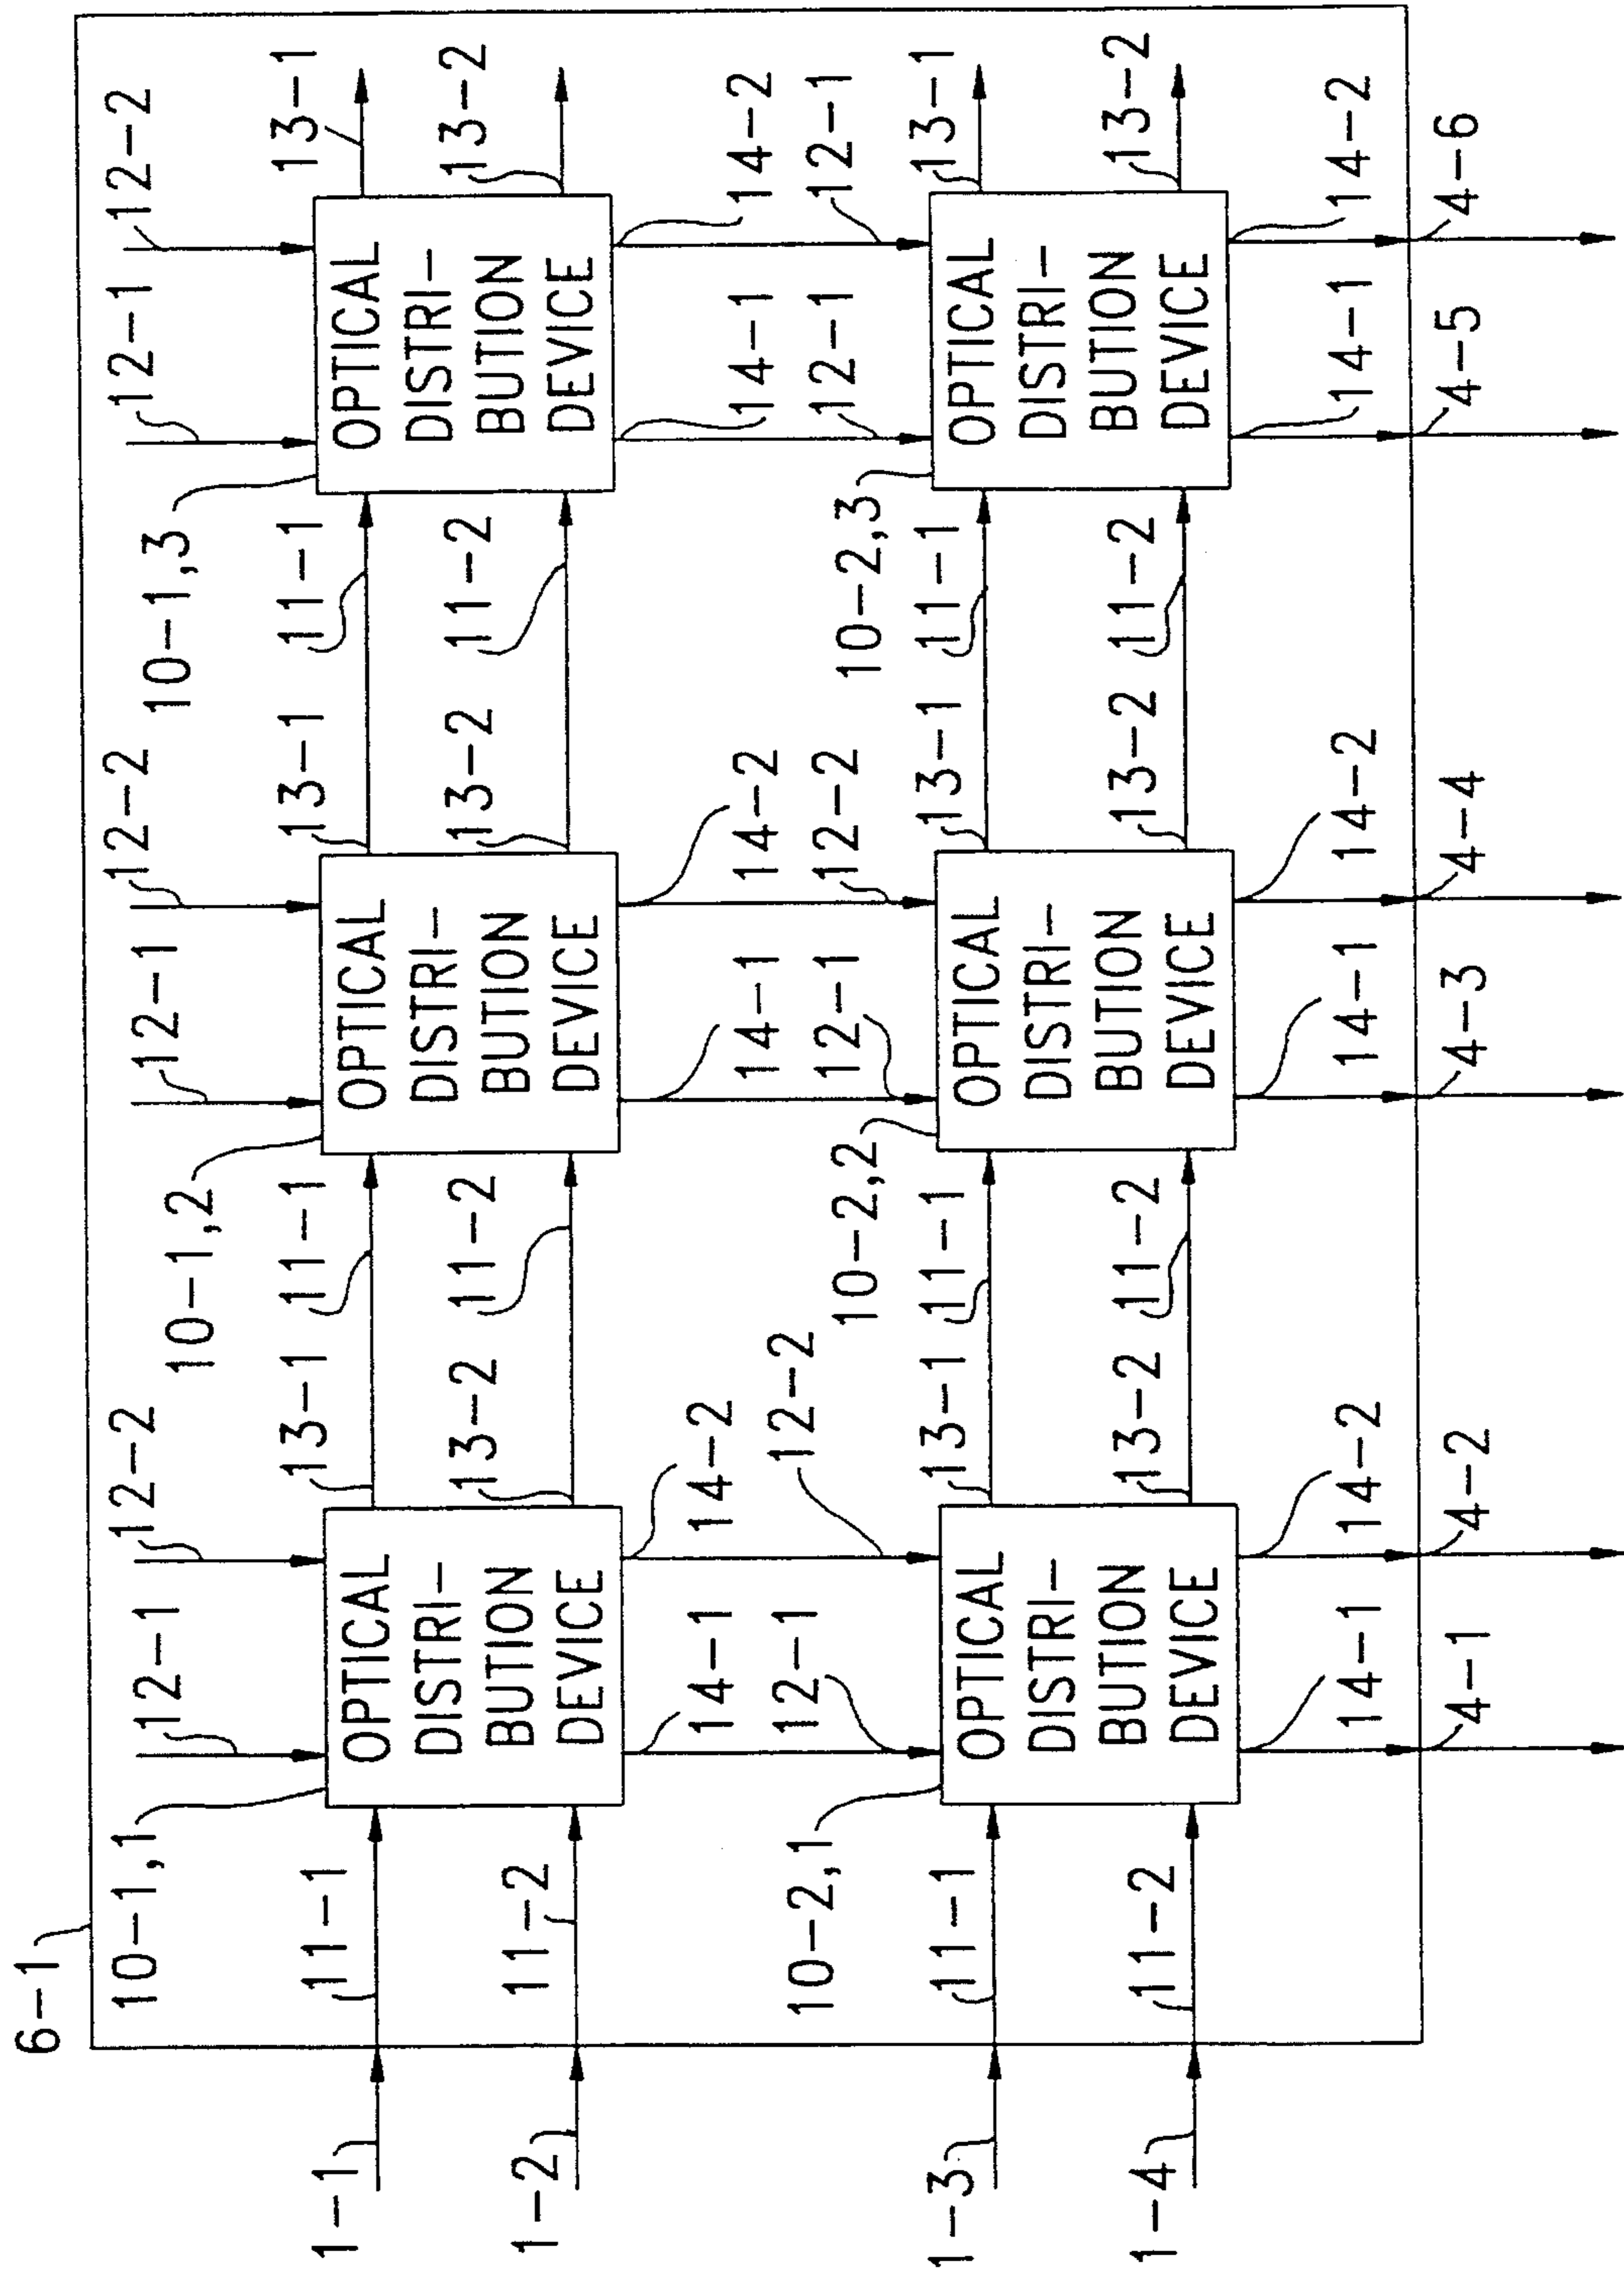 6-1
10-1,1
12-1
12-2
10-1,2
12-1
12-2
10-1,3
12-1
12-2
1-1
11-1
13-1
11-1
13-1
11-1
13-1
OPTICAL
DISTRI-
BUTION
DEVICE
OPTICAL
DISTRI-
BUTION
DEVICE
OPTICAL
DISTRI-
BUTION
DEVICE
1-2
11-2
13-2
11-2
13-2
11-2
13-2
14-1
14-2
14-1
14-2
14-1
14-2
12-1
12-2
12-1
12-2
12-1
12-1
10-2,1
10-2,2
10-2,3
1-3
11-1
13-1
11-1
13-1
11-1
13-1
OPTICAL
DISTRI-
BUTION
DEVICE
OPTICAL
DISTRI-
BUTION
DEVICE
OPTICAL
DISTRI-
BUTION
DEVICE
1-4
11-2
13-2
11-2
13-2
11-2
13-2
14-1
14-2
14-1
14-2
14-1
14-2
4-1
4-2
4-3
4-4
4-5
4-6